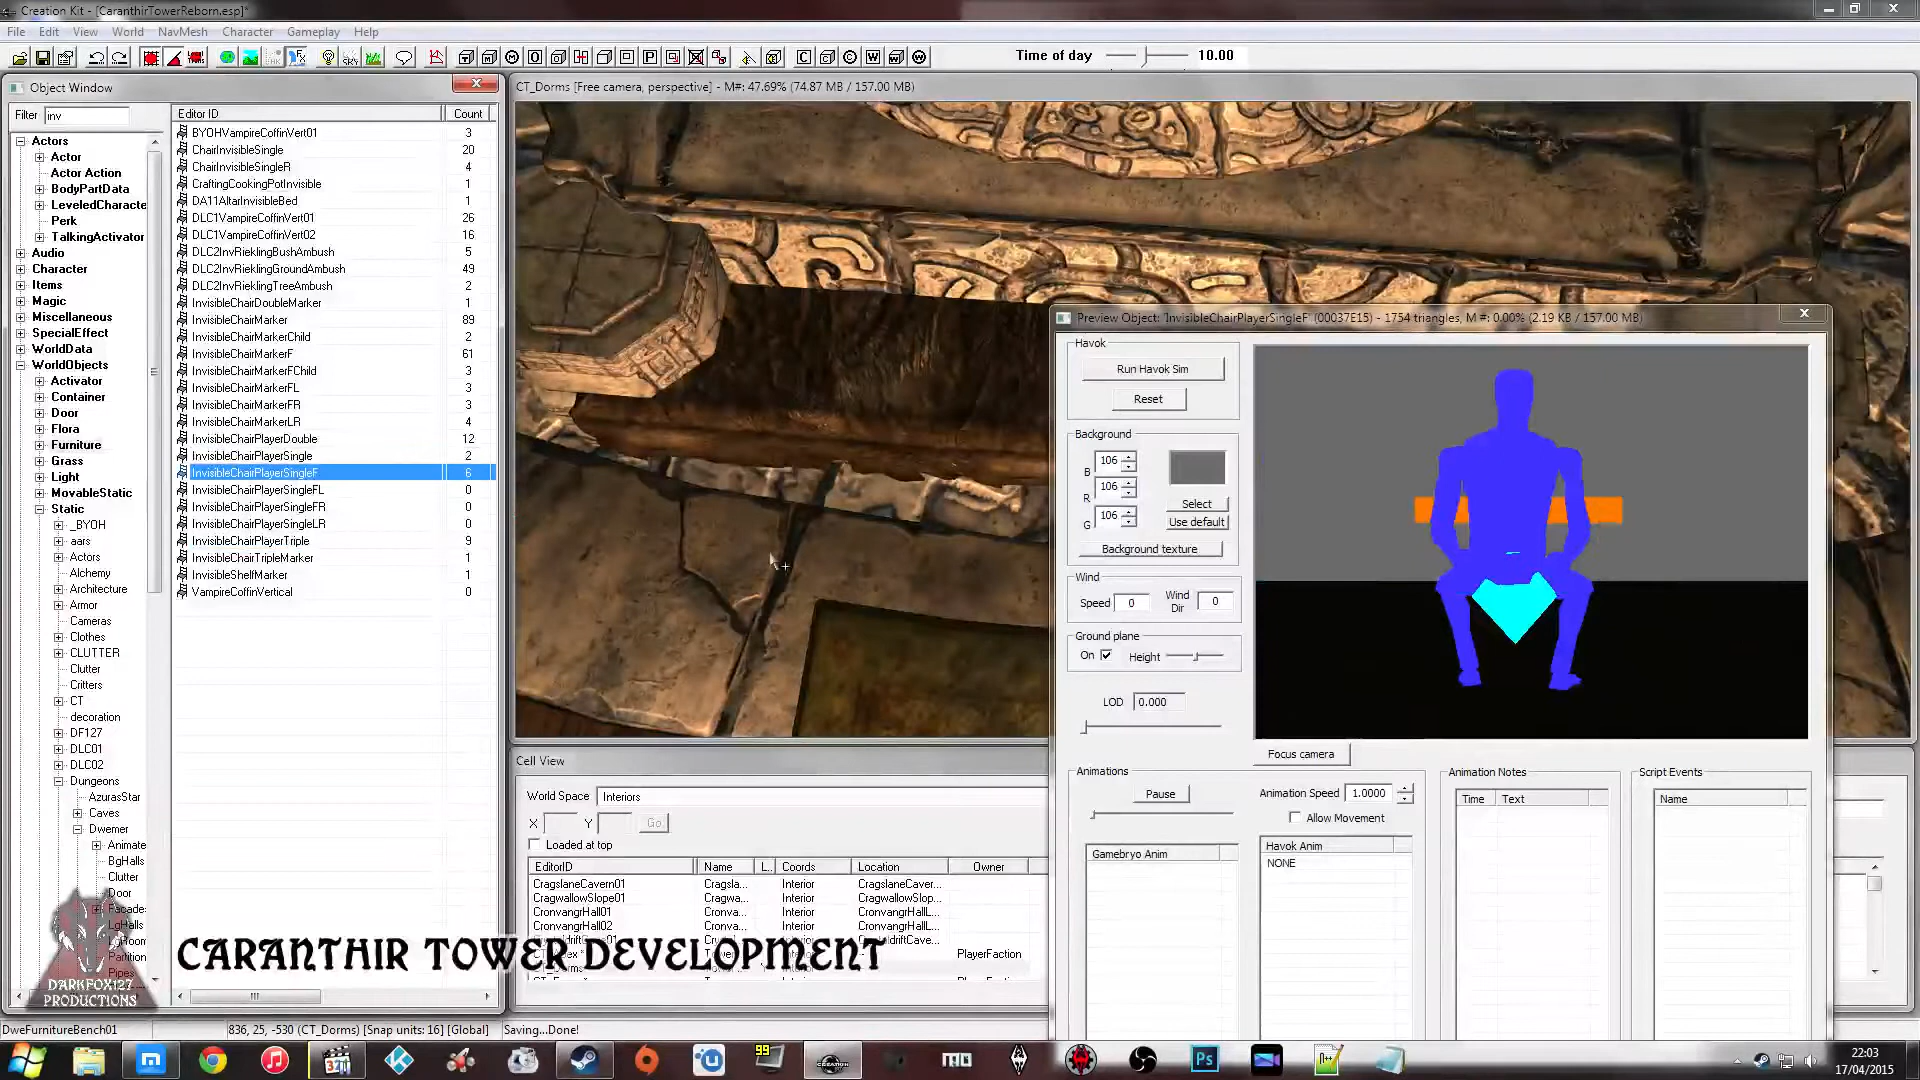 Creation Kit - [CaranthirTowerReborn.esp]*
File Edit View World NavMesh Character Gameplay Help
Time of day 10.00
Object Window
Filter inv
Actors
Actor
Actor Action
BodyPartData
LeveledCharacte
Perk
TalkingActivator
Audio
Character
Items
Magic
Miscellaneous
SpecialEffect
WorldData
WorldObjects
Activator
Container
Door
Flora
Furniture
Grass
Light
MovableStatic
Static
_BYOH
aars
Actors
Alchemy
Architecture
Armor
Cameras
Clothes
CLUTTER
Clutter
Critters
CT
decoration
DF127
DLC01
DLC02
Dungeons
AzurasStar
Caves
Dwemer
Animate
BgHalls
Clutter
Door
Facades
LgHalls
Partition
Pipes
Editor ID Count
BYOHVampireCoffinVert01 3
ChairInvisibleSingle 20
ChairInvisibleSingleR 4
CraftingCookingPotInvisible 1
DA11AltarInvisibleBed 1
DLC1VampireCoffinVert01 26
DLC1VampireCoffinVert02 16
DLC2InvRieklingBushAmbush 5
DLC2InvRieklingGroundAmbush 49
DLC2InvRieklingTreeAmbush 2
InvisibleChairDoubleMarker 1
InvisibleChairMarker 89
InvisibleChairMarkerChild 2
InvisibleChairMarkerF 61
InvisibleChairMarkerFChild 3
InvisibleChairMarkerFL 3
InvisibleChairMarkerFR 3
InvisibleChairMarkerLR 4
InvisibleChairPlayerDouble 12
InvisibleChairPlayerSingle 2
InvisibleChairPlayerSingleF 6
InvisibleChairPlayerSingleFL 0
InvisibleChairPlayerSingleFR 0
InvisibleChairPlayerSingleLR 0
InvisibleChairPlayerTriple 9
InvisibleChairTripleMarker 1
InvisibleShelfMarker 1
VampireCoffinVertical 0
CT_Dorms [Free camera, perspective] - M#: 47.69% (74.87 MB / 157.00 MB)
Preview Object: 'InvisibleChairPlayerSingleF' (00037E15) - 1754 triangles, M #: 0.00% (2.19 KB / 157.00 MB)
Havok
Run Havok Sim
Reset
Background
B 106
R 106
G 106
Select
Use default
Background texture
Wind
Speed 0 Wind Dir 0
Ground plane
On Height
LOD 0.000
Focus camera
Animations
Pause
Animation Speed 1.0000
Allow Movement
Gamebryo Anim
Havok Anim
NONE
Animation Notes
Time Text
Script Events
Name
Cell View
World Space Interiors
X Y Go
Loaded at top
EditorID Name L.. Coords Location Owner
CragslaneCavern01 Cragsla... Interior CragslaneCaver...
CragwallowSlope01 Cragwa... Interior CragwallowSlop...
CronvangrHall01 Cronva... Interior CronvangrHallL...
CronvangrHall02 Cronva... Interior CronvangrHallL...
Crystaldrift... Interior CrystaldriftCave...
PlayerFaction
CARANTHIR TOWER DEVELOPMENT
DARKFOX127
PRODUCTIONS
DweFurnitureBench01 836, 25, -530 (CT_Dorms) [Snap units: 16] [Global] Saving...Done!
99
Ps
22:03
17/04/2015